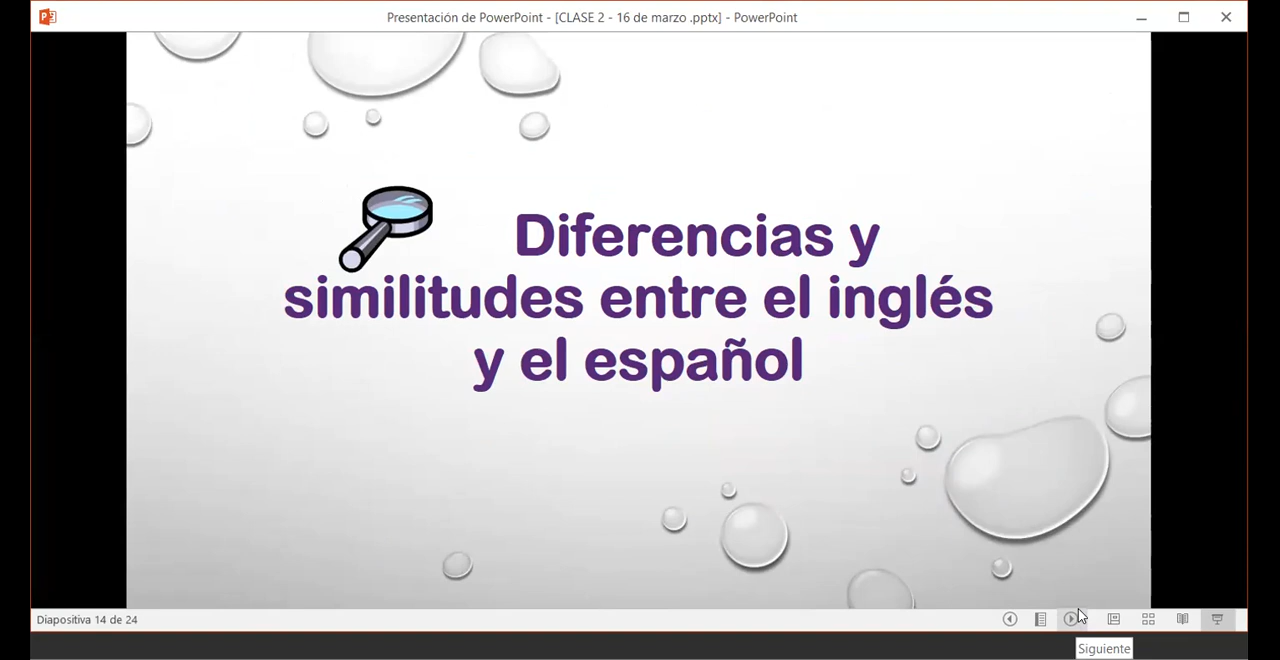 Presentación de PowerPoint - [CLASE 2 - 16 de marzo .pptx] - PowerPoint
Diferencias y
similitudes entre el inglés
y el español
Diapositiva 14 de 24
Siguiente